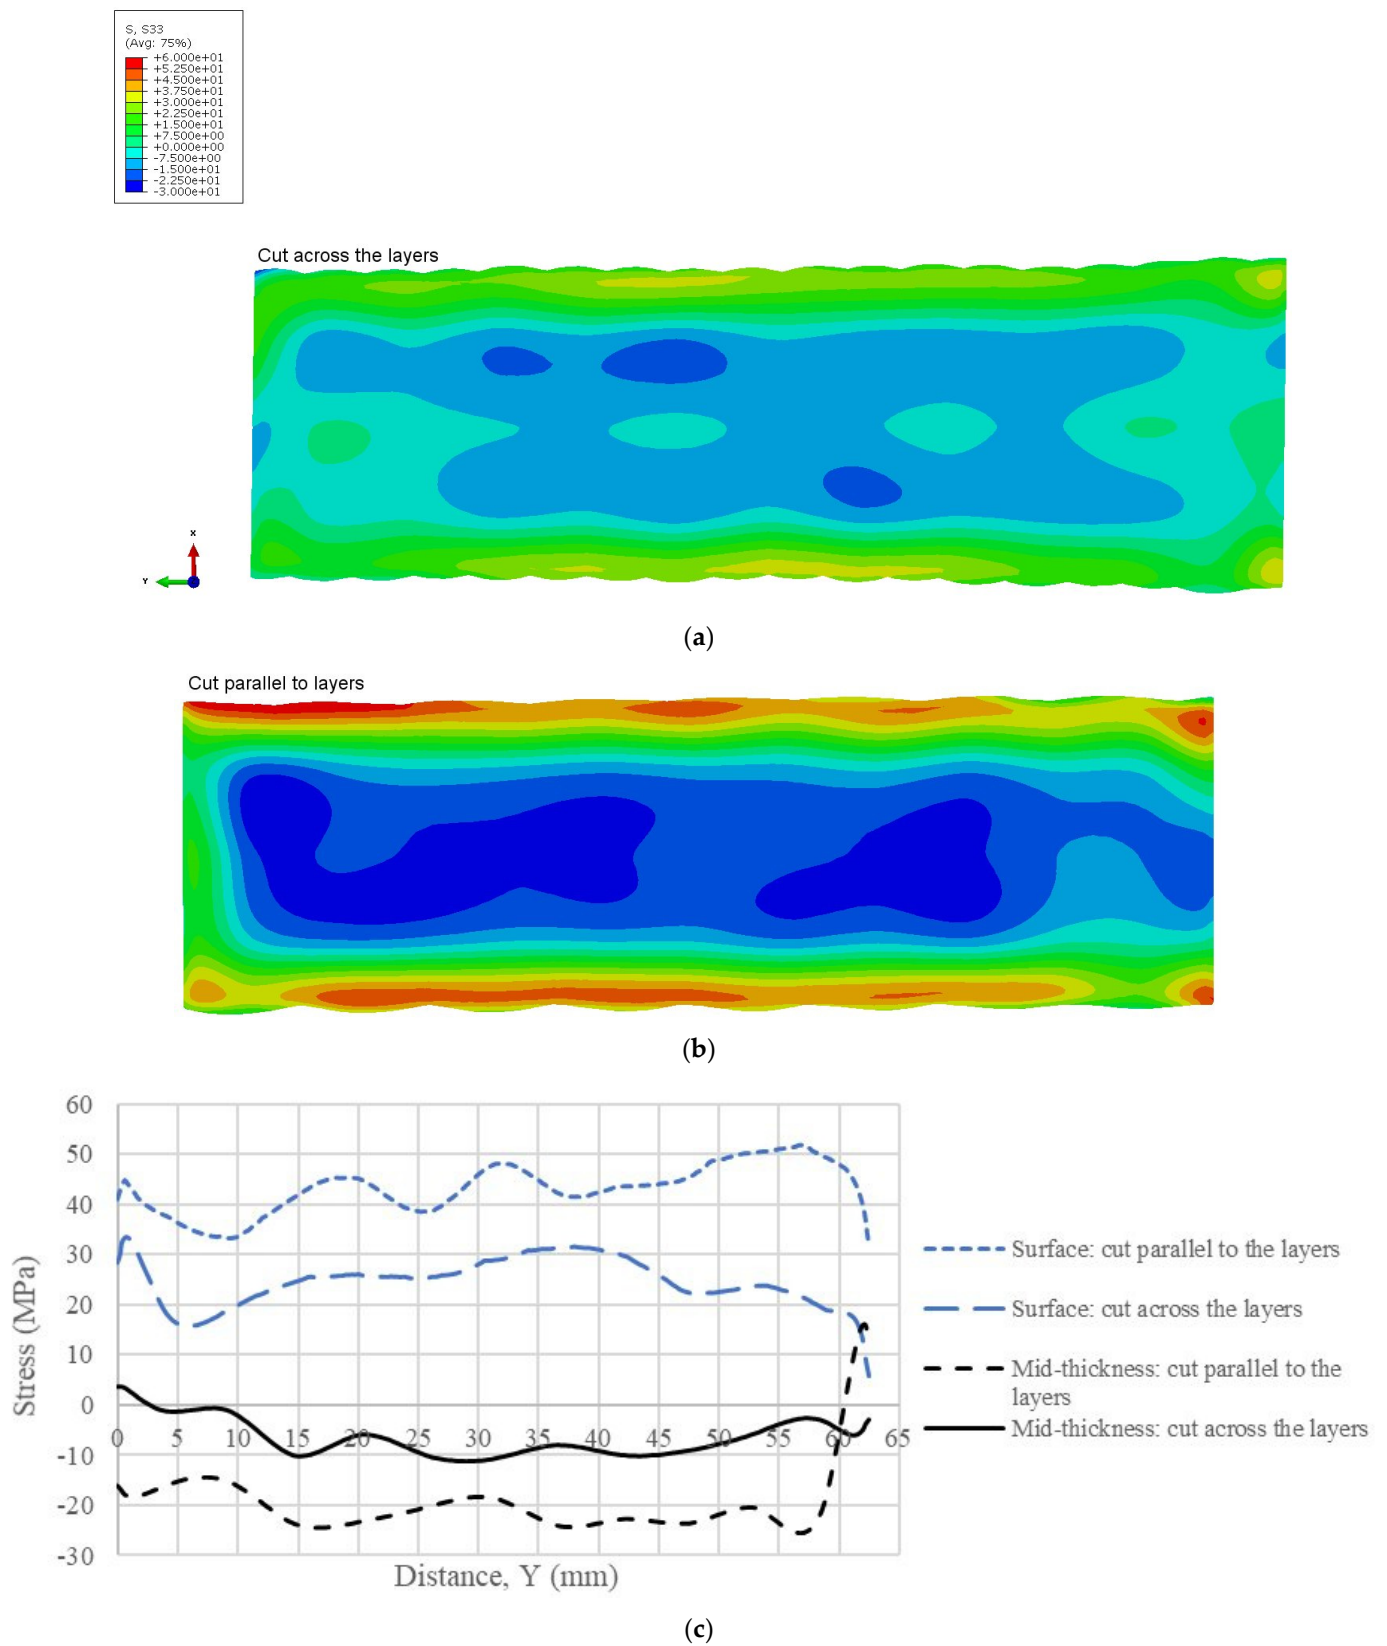 S, S33
(Avg: 75%)
+6.000e+01
+5.250e+01
+4.500e+01
+3.750e+01
+3.000e+01
+2.250e+01
+1.500e+01
+7.500e+00
+0.000e+00
-7.500e+00
-1.500e+01
-2.250e+01
-3.000e+01
Cut across the layers
X
Y
(a)
Cut parallel to layers
(b)
60
50
40
30
20
10
0
-10
-20
-30
Stress (MPa)
0 5 10 15 20 25 30 35 40 45 50 55 60 65
Distance, Y (mm)
Surface: cut parallel to the layers
Surface: cut across the layers
Mid-thickness: cut parallel to the
layers
Mid-thickness: cut across the layers
(c)